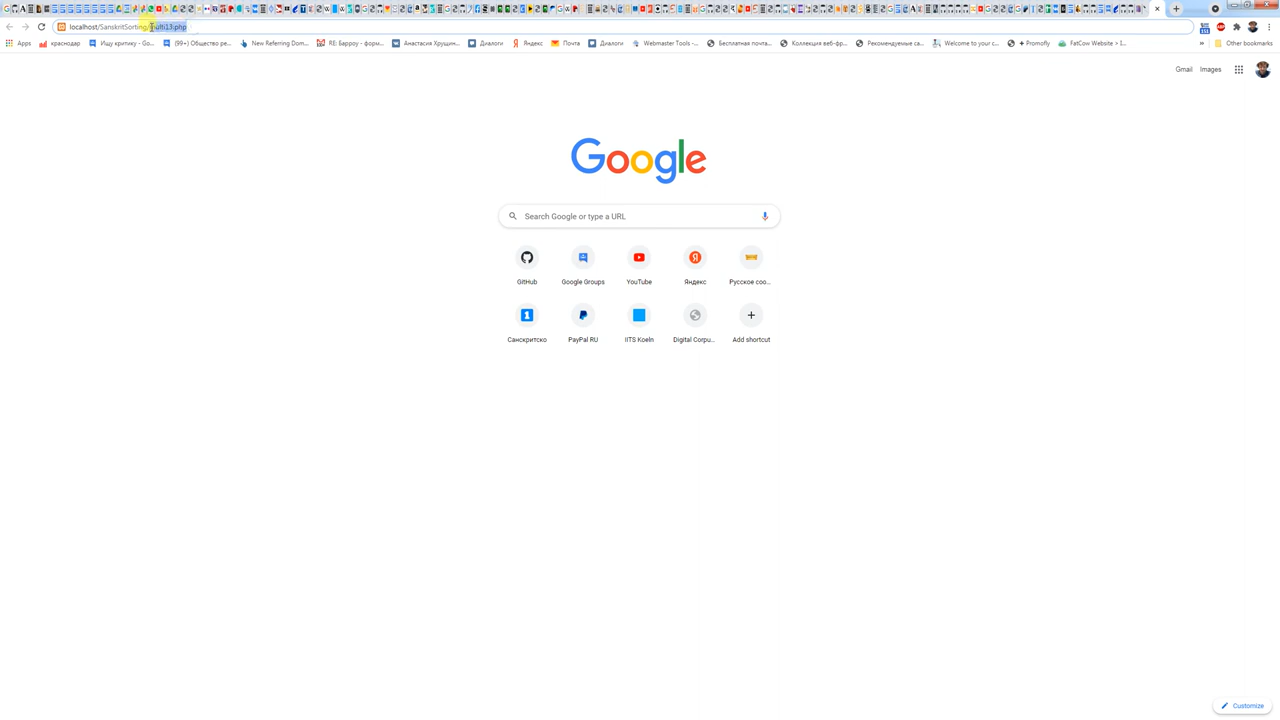 localhost/SanskritSorting/multi13.php
Apps краснодар Ищу критику - Go... (99+) Общество ре... New Referring Dom... RE: Барроу - форм... Анастасия Хрущин... Диалоги Яндекс Почта Диалоги Webmaster Tools -... Бесплатная почта... Коллекция веб-фр... Рекомендуемые са... Welcome to your c... + Promofly FatCow Website > I... » Other bookmarks
Gmail Images
Google
Search Google or type a URL
GitHub Google Groups YouTube Яндекс Русское соо...
Санскритско PayPal RU IITS Koeln Digital Corpu... Add shortcut
Customize